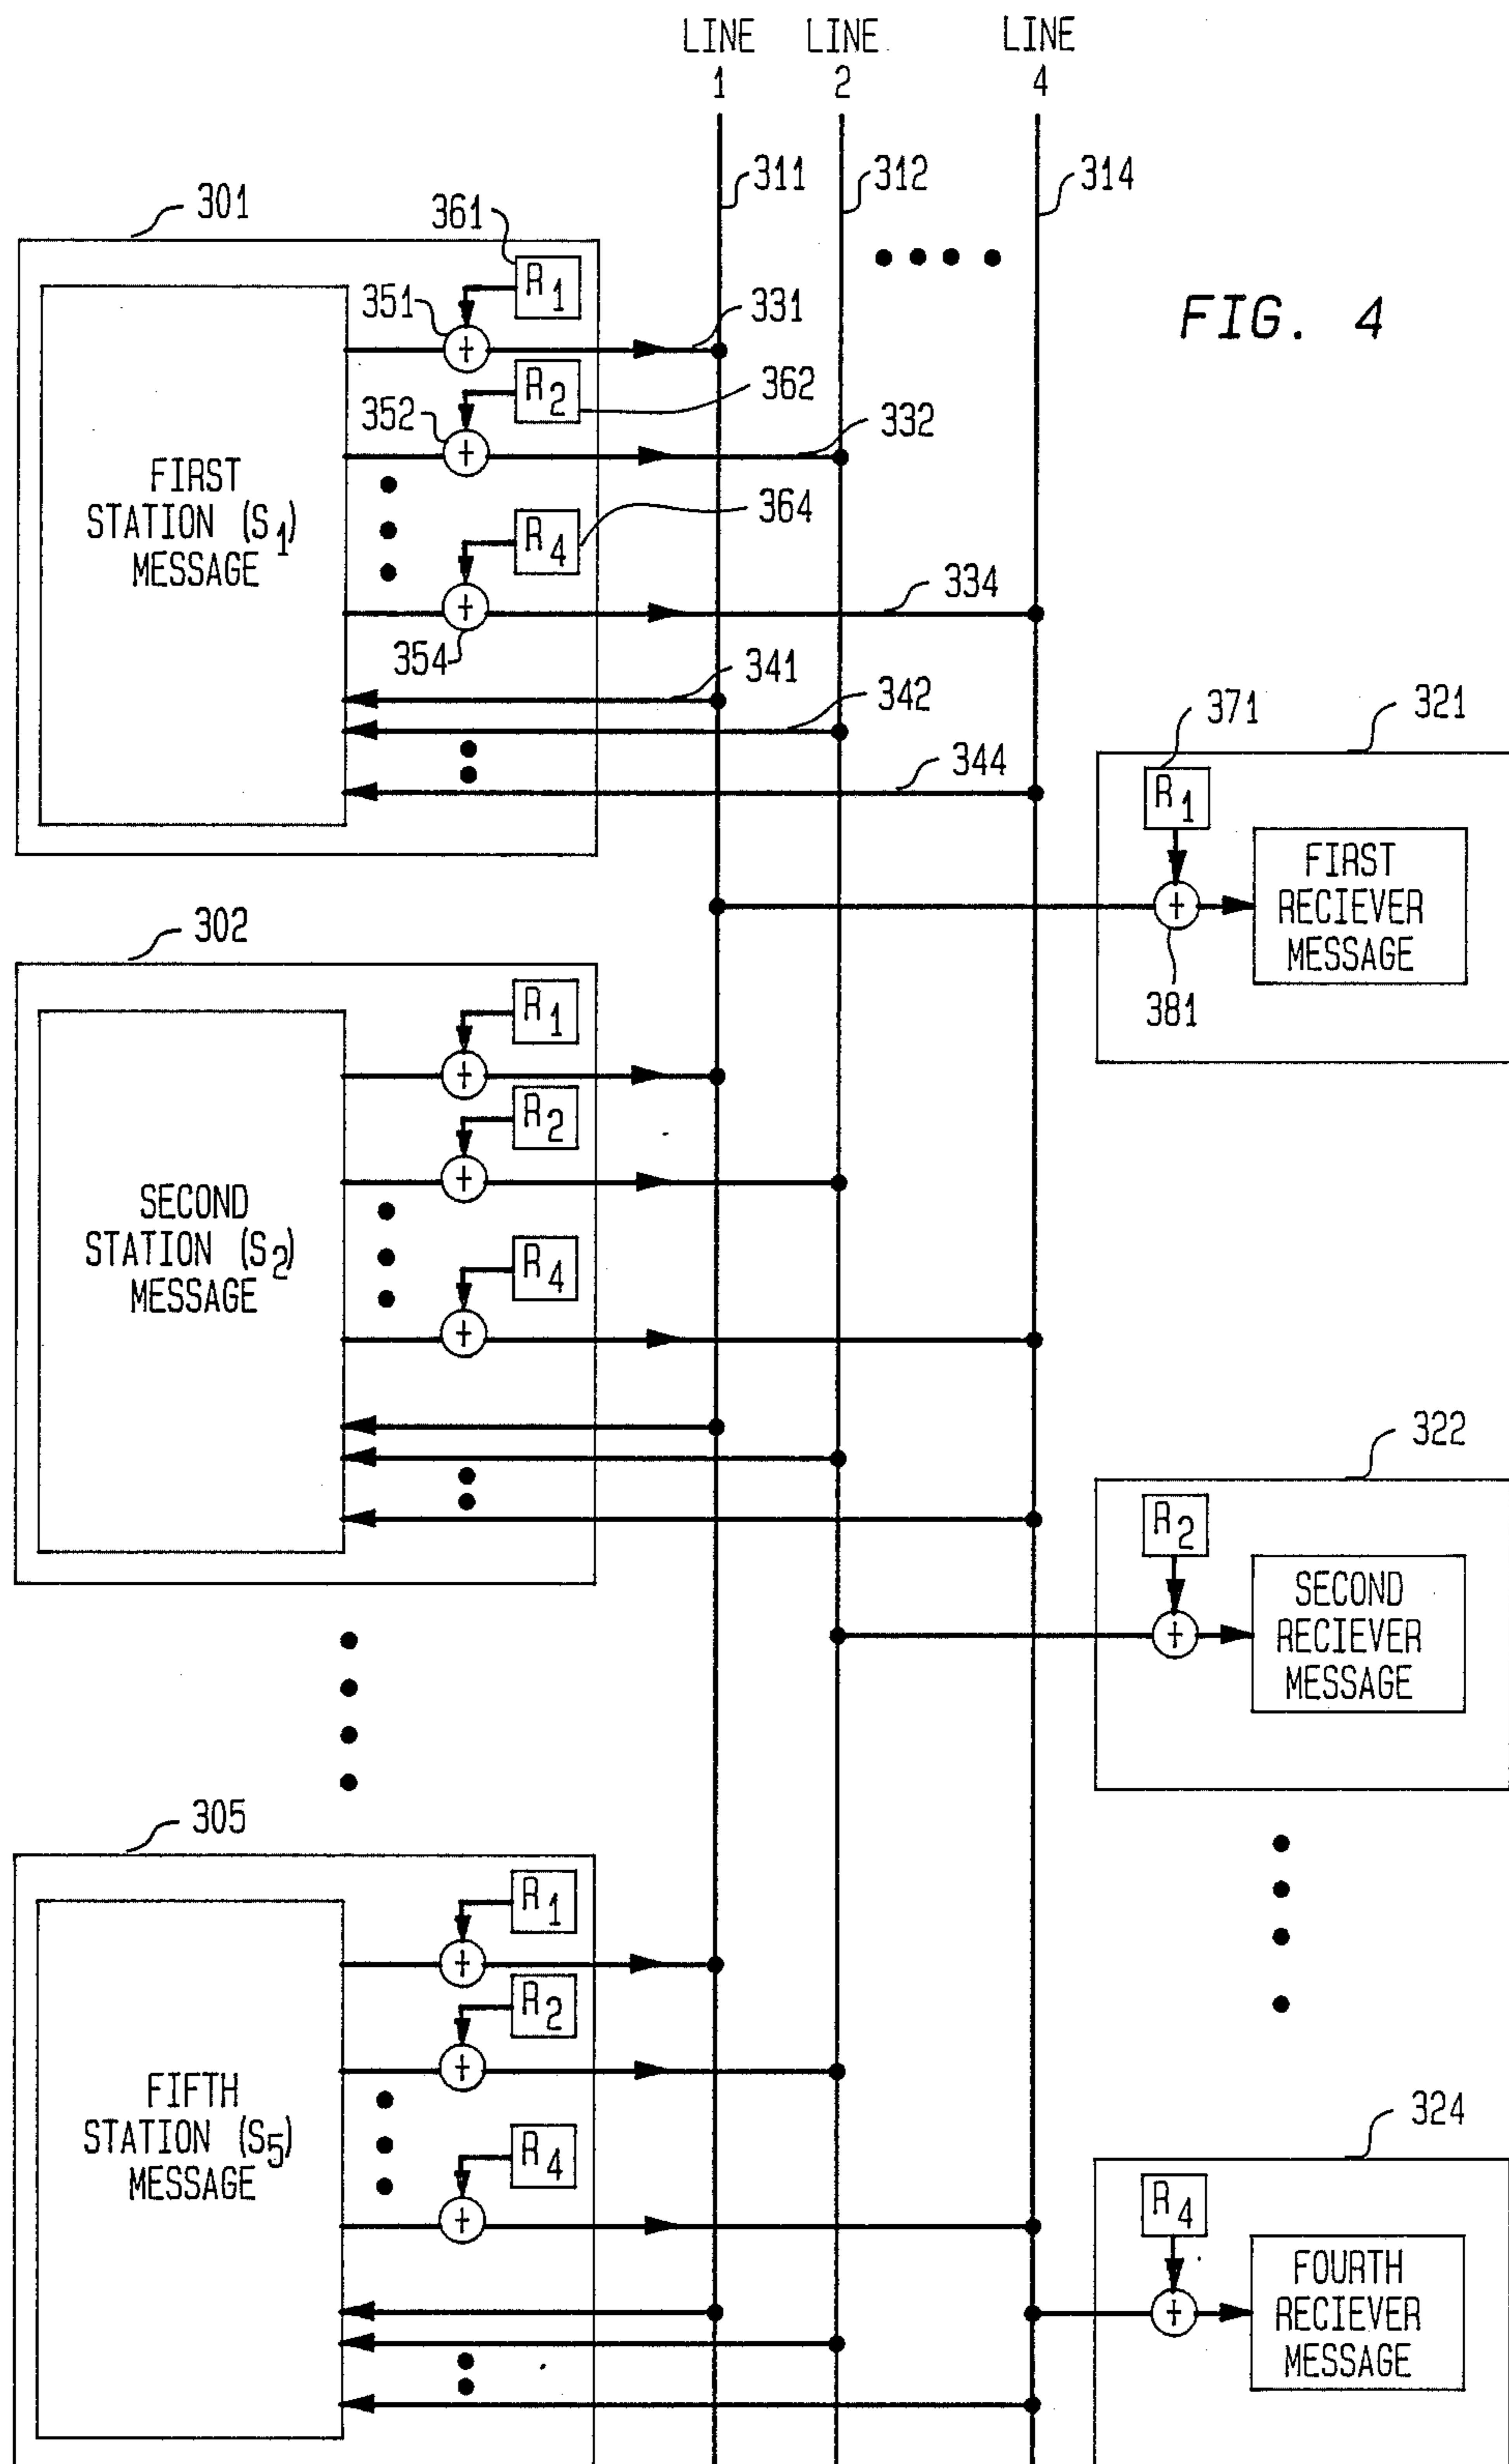 LINE 1
LINE 2
LINE 4
311
312
314
FIG. 4
301
361
R1
351
331
R2
362
352
332
FIRST
STATION (S1)
MESSAGE
R4
364
334
354
341
342
344
371
321
R1
FIRST
RECIEVER
MESSAGE
381
302
R1
R2
SECOND
STATION (S2)
MESSAGE
R4
322
R2
SECOND
RECIEVER
MESSAGE
305
R1
R2
FIFTH
STATION (S5)
MESSAGE
R4
324
R4
FOURTH
RECIEVER
MESSAGE